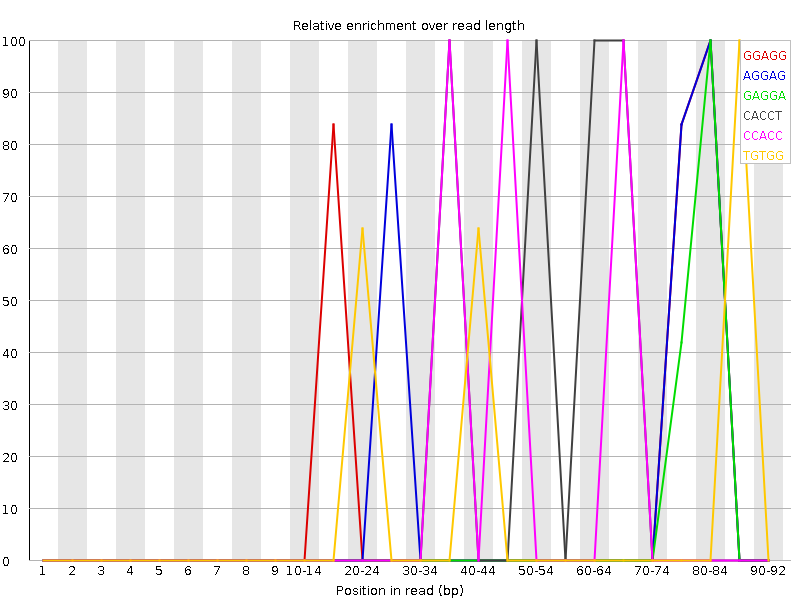 Relative enrichment over read length
100
90
80
70
60
50
40
30
20
10
0
GGAGG
AGGAG
GAGGA
CACCT
CCACC
TGTGG
1 2 3 4 5 6 7 8 9 10-14 20-24 30-34 40-44 50-54 60-64 70-74 80-84 90-92
Position in read (bp)